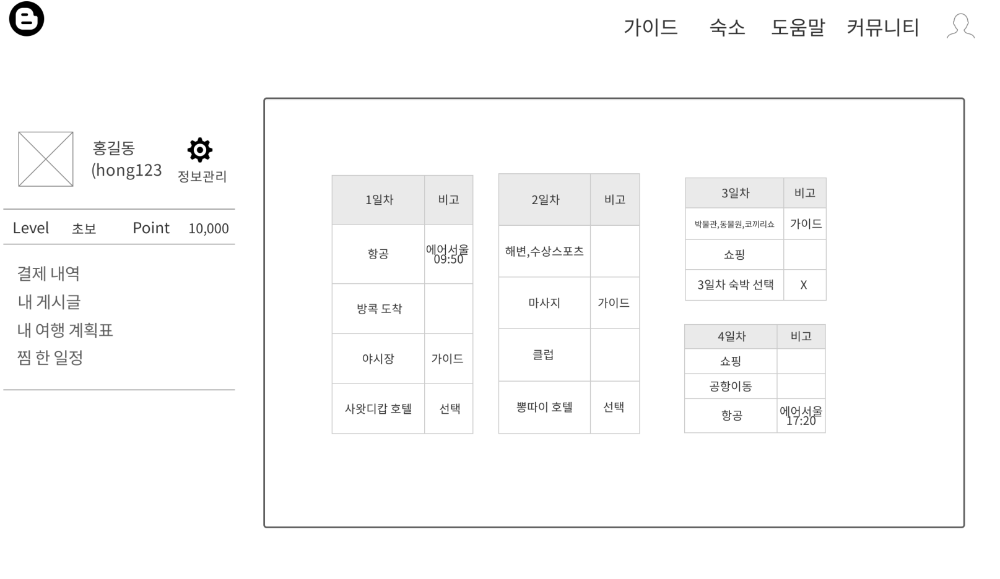 가이드 숙소 도움말 커뮤니티
홍길동
(hong123
정보관리
Level 초보 Point 10,000
결제 내역
내 게시글
내 여행 계획표
찜 한 일정
1일차 비고
항공 에어서울
09:50
방콕 도착
야시장 가이드
사왓디캅 호텔 선택
2일차 비고
해변,수상스포츠
마사지 가이드
클럽
뽕따이 호텔 선택
3일차 비고
박물관,동물원,코끼리쇼 가이드
쇼핑
3일차 숙박 선택 X
4일차 비고
쇼핑
공항이동
항공 에어서울
17:20